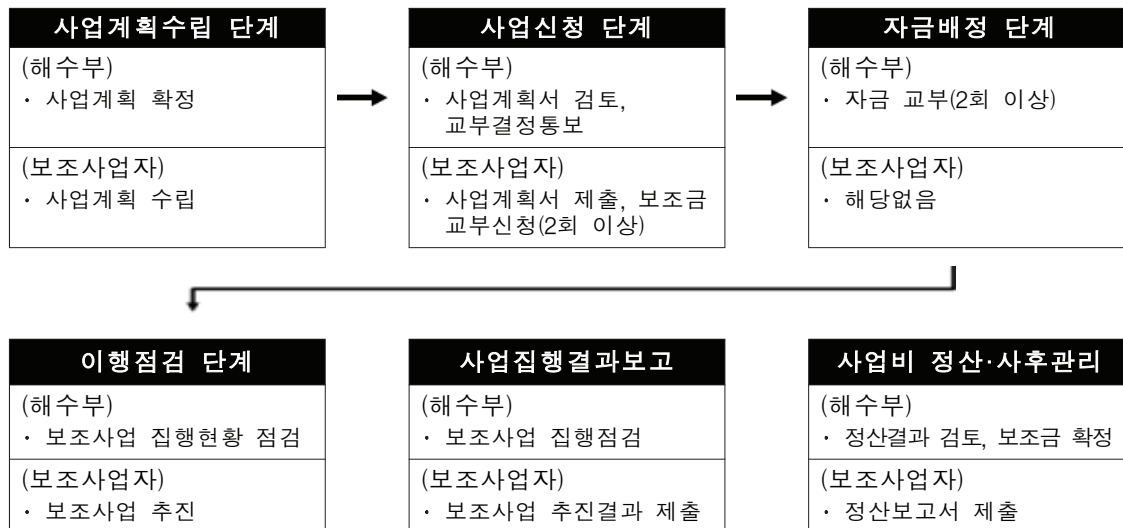 사업계획수립 단계
(해수부)
· 사업계획 확정
(보조사업자)
· 사업계획 수립
사업신청 단계
(해수부)
· 사업계획서 검토,
교부결정통보
(보조사업자)
· 사업계획서 제출, 보조금
교부신청(2회 이상)
자금배정 단계
(해수부)
· 자금 교부(2회 이상)
(보조사업자)
· 해당없음
이행점검 단계
(해수부)
· 보조사업 집행현황 점검
(보조사업자)
· 보조사업 추진
사업집행결과보고
(해수부)
· 보조사업 집행점검
(보조사업자)
· 보조사업 추진결과 제출
사업비 정산·사후관리
(해수부)
· 정산결과 검토, 보조금 확정
(보조사업자)
· 정산보고서 제출